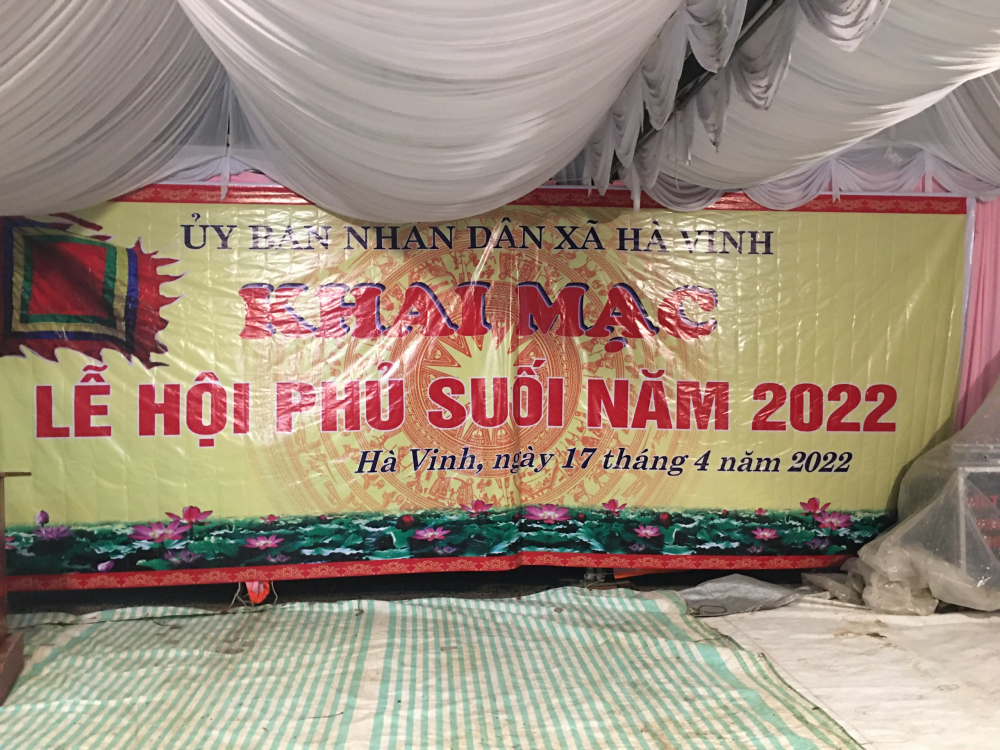 ỦY BAN NHAN DÂN XÃ HÀ VINH
KHAI MẠC
LỄ HỘI PHỦ SUỐI NĂM 2022
Hà Vinh, ngày 17 tháng 4 năm 2022